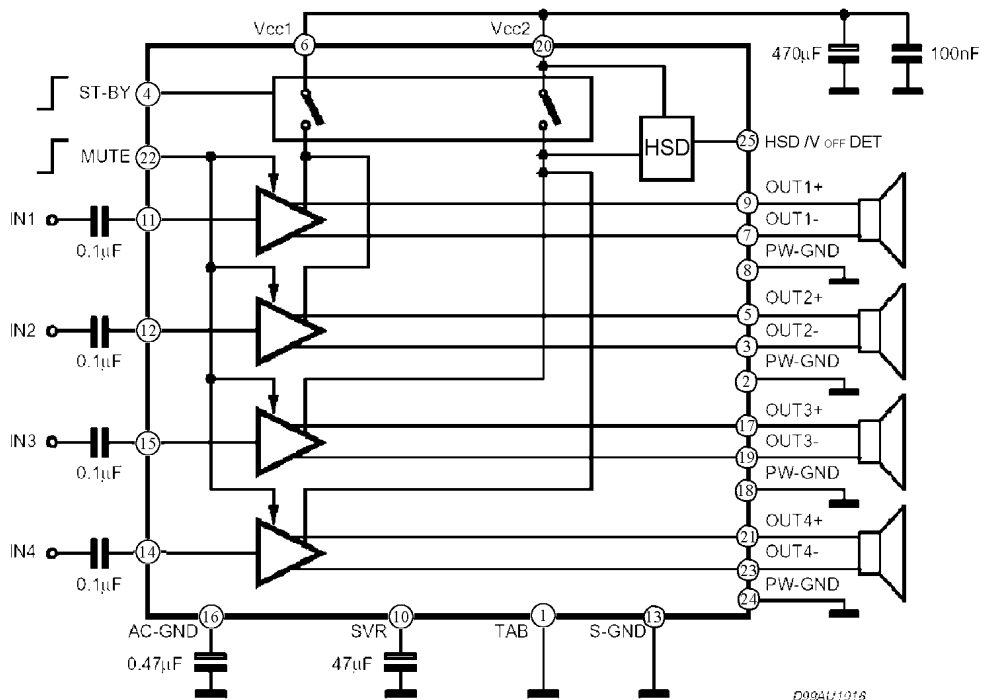 Vcc1
Vcc2
6
20
470µF
100nF
ST-BY
4
HSD
25
HSD /V OFF DET
MUTE
22
OUT1+
9
IN1
11
OUT1-
7
0.1µF
PW-GND
8
OUT2+
5
IN2
12
OUT2-
3
0.1µF
PW-GND
2
OUT3+
17
IN3
15
OUT3-
19
0.1µF
PW-GND
18
OUT4+
21
IN4
14
OUT4-
23
0.1µF
PW-GND
24
AC-GND
16
SVR
10
TAB
1
S-GND
13
0.47µF
47µF
D99AU1016